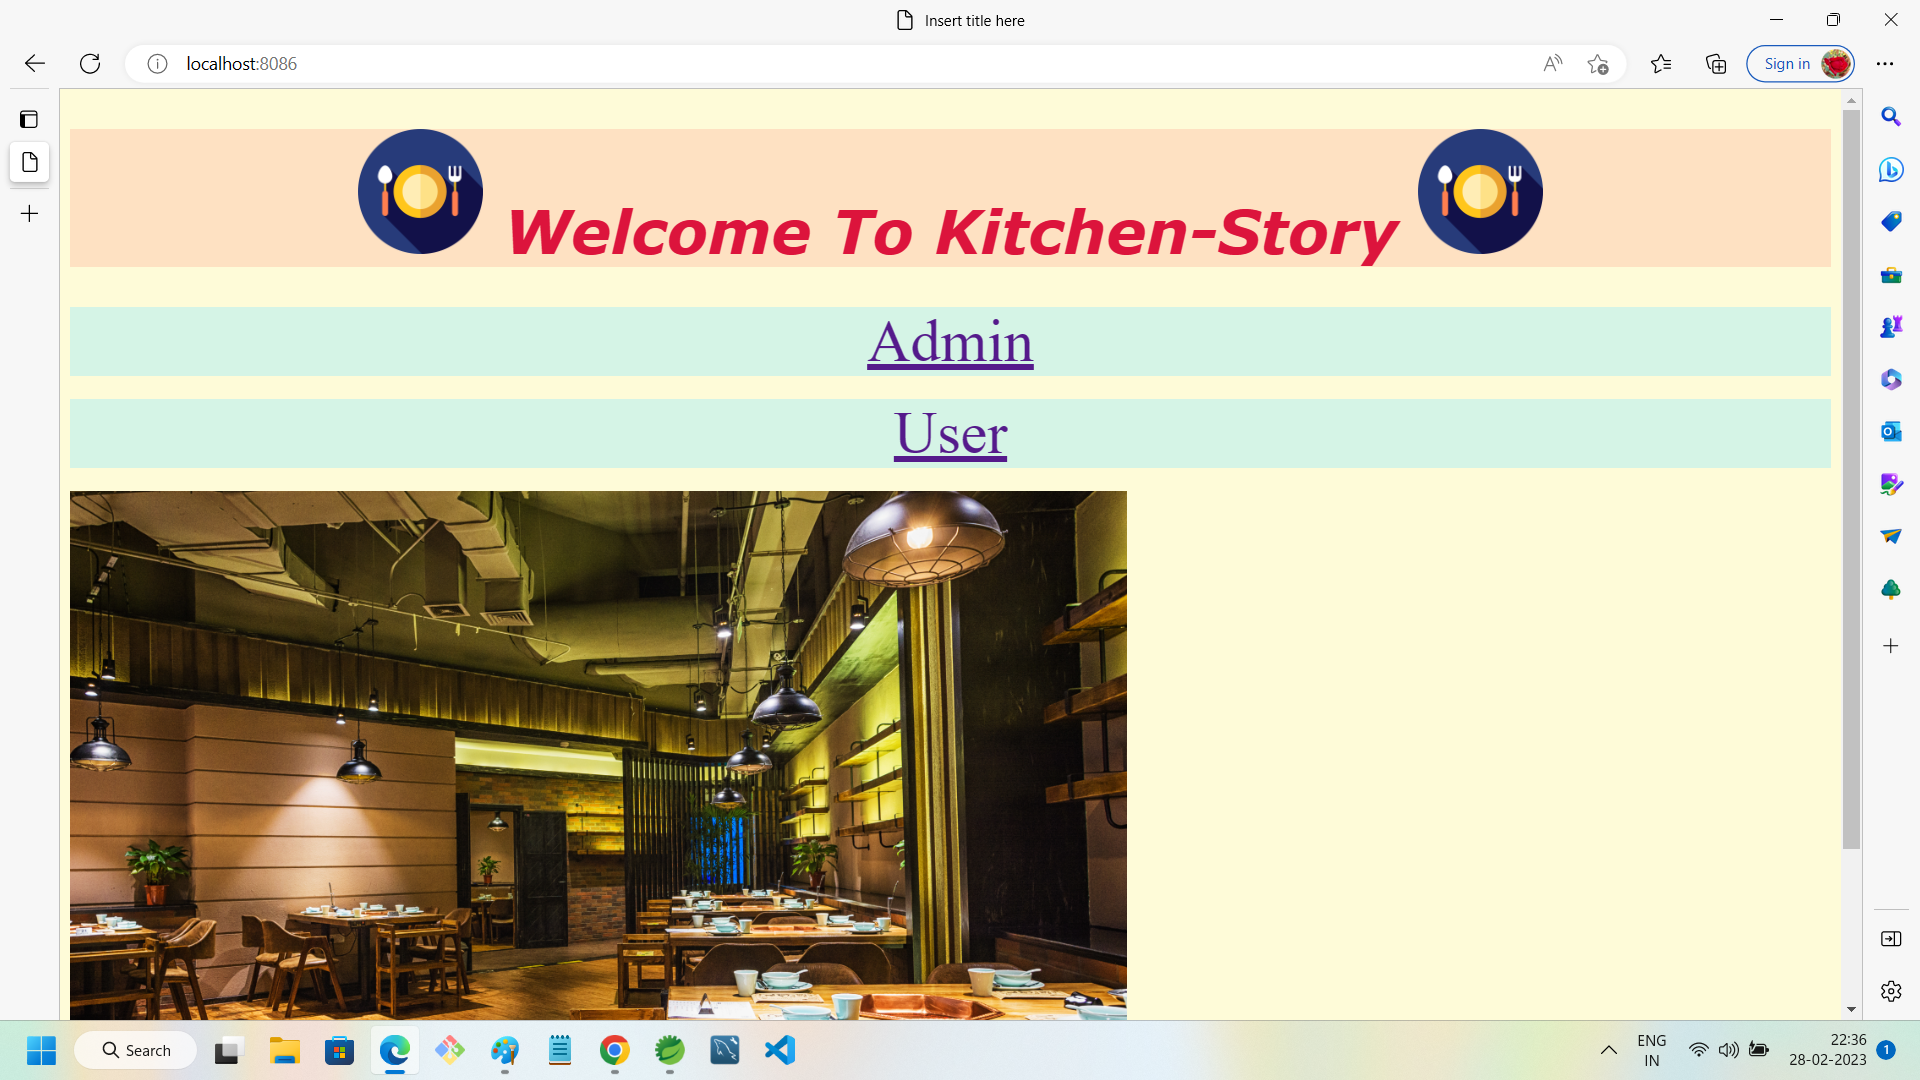 Insert title here
localhost:8086
Sign in
Welcome To Kitchen-Story
Admin
User
Search
ENG
IN
22:36
28-02-2023
1